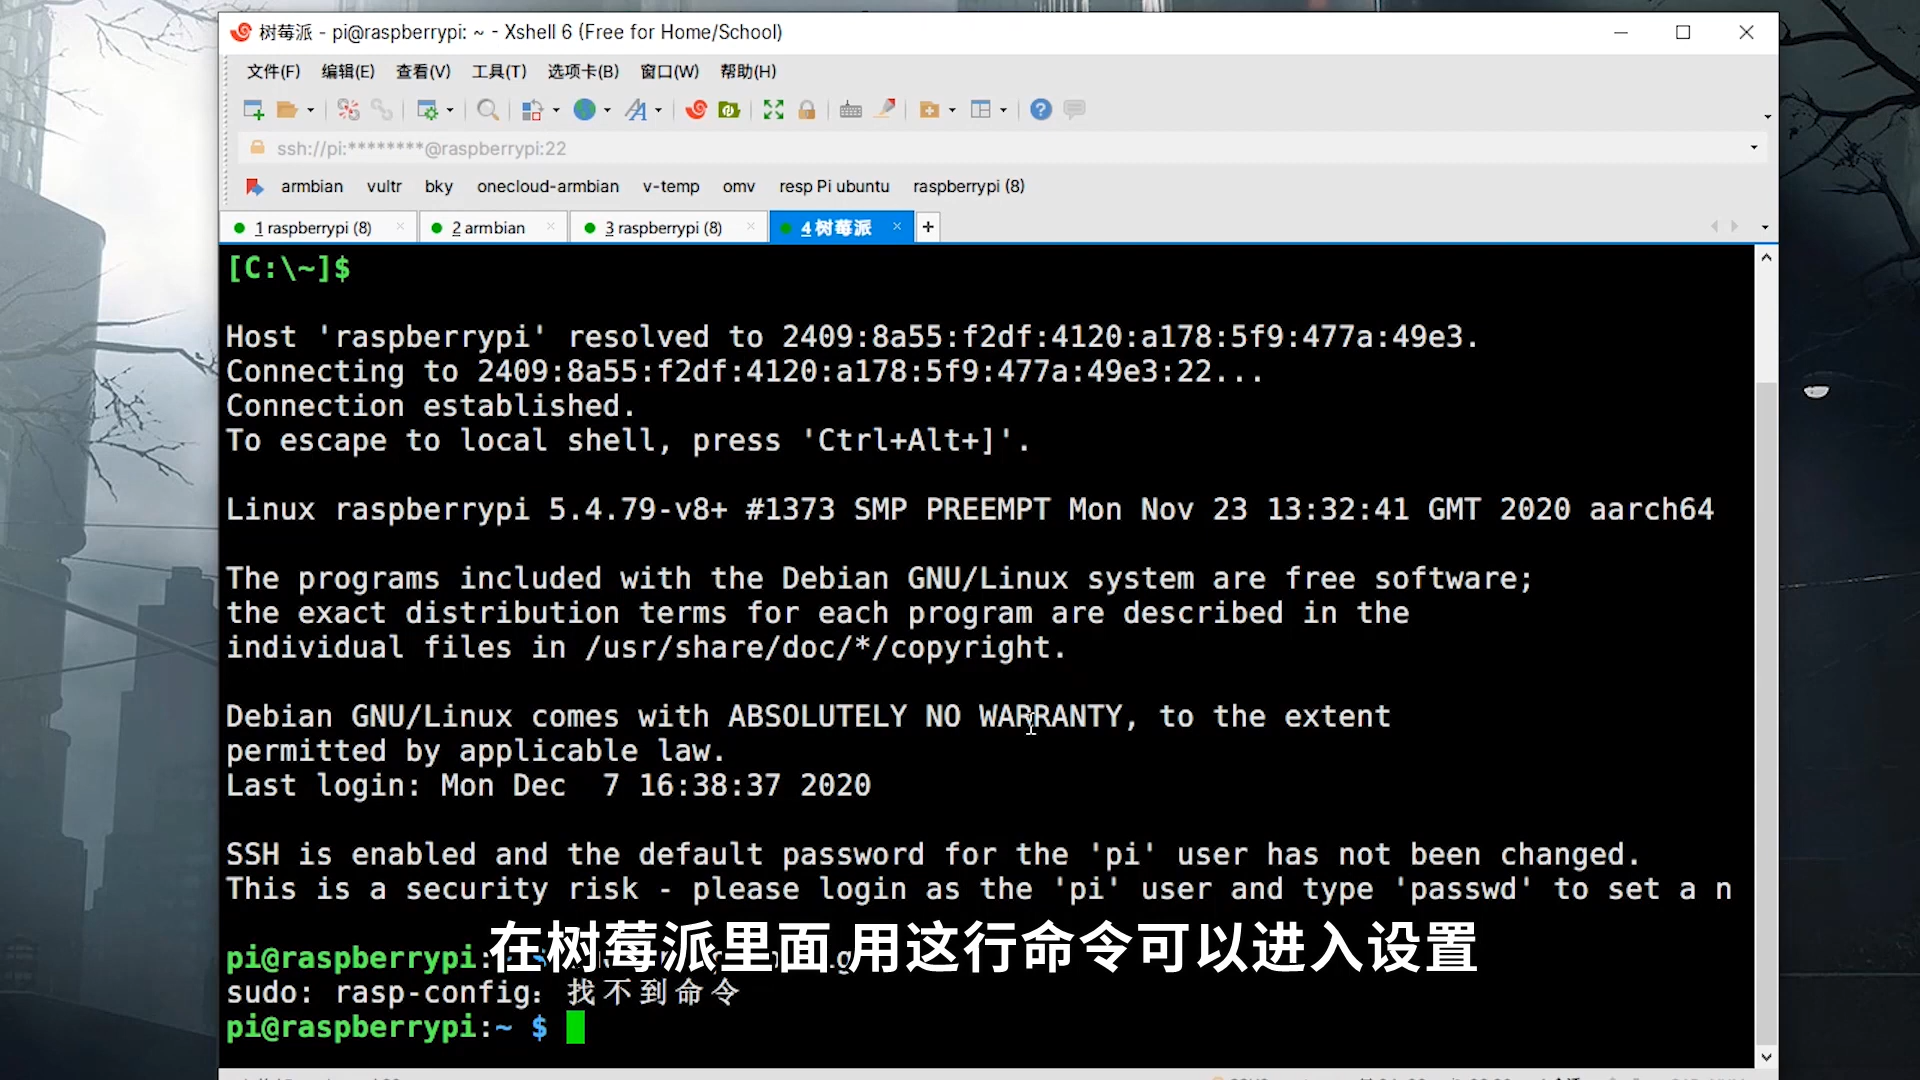 树莓派 - pi@raspberrypi: ~ - Xshell 6 (Free for Home/School)
文件(F) 编辑(E) 查看(V) 工具(T) 选项卡(B) 窗口(W) 帮助(H)
ssh://pi:********@raspberrypi:22
armbian vultr bky onecloud-armbian v-temp omv resp Pi ubuntu raspberrypi (8)
1 raspberrypi (8) 2 armbian 3 raspberrypi (8) 4 树莓派
[C:\~]$
Host 'raspberrypi' resolved to 2409:8a55:f2df:4120:a178:5f9:477a:49e3.
Connecting to 2409:8a55:f2df:4120:a178:5f9:477a:49e3:22...
Connection established.
To escape to local shell, press 'Ctrl+Alt+]'.
Linux raspberrypi 5.4.79-v8+ #1373 SMP PREEMPT Mon Nov 23 13:32:41 GMT 2020 aarch64
The programs included with the Debian GNU/Linux system are free software;
the exact distribution terms for each program are described in the
individual files in /usr/share/doc/*/copyright.
Debian GNU/Linux comes with ABSOLUTELY NO WARRANTY, to the extent
permitted by applicable law.
Last login: Mon Dec  7 16:38:37 2020
SSH is enabled and the default password for the 'pi' user has not been changed.
This is a security risk - please login as the 'pi' user and type 'passwd' to set a n
pi@raspberrypi:
在树莓派里面 用这行命令可以进入设置
sudo: rasp-config：找不到命令
pi@raspberrypi:~ $